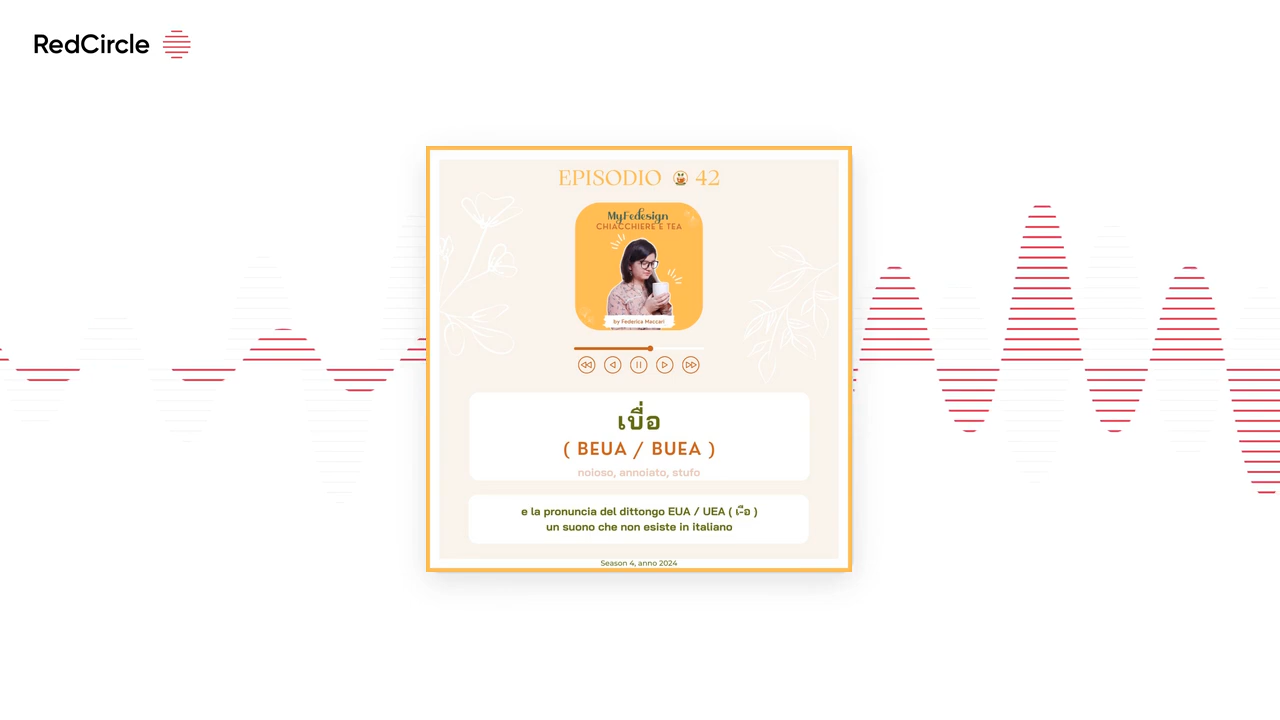 RedCircle
EPISODIO 42
MyFedesign
CHIACCHIERE E TEA
by Federica Maccari
เบื่อ
( BEUA / BUEA )
noioso, annoiato, stufo
e la pronuncia del dittongo EUA / UEA ( เ-ือ )
un suono che non esiste in italiano
Season 4, anno 2024